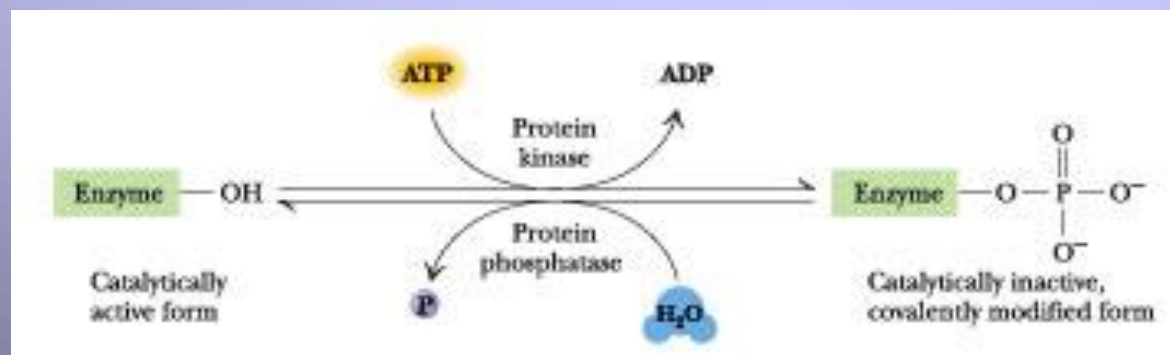 ATP
ADP
Protein
kinase
Enzyme
OH
Enzyme
O
P
O⁻
O
O⁻
Protein
phosphatase
Catalytically
active form
P
H₂O
Catalytically inactive,
covalently modified form